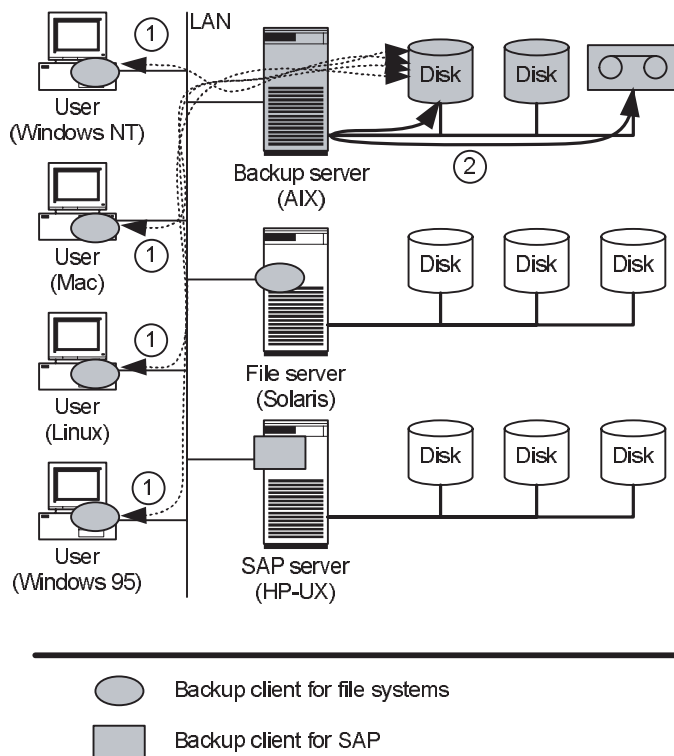 LAN
1
User
(Windows NT)
Disk
Disk
2
Backup server
(AIX)
1
User
(Mac)
Disk
Disk
Disk
File server
(Solaris)
1
User
(Linux)
Disk
Disk
Disk
SAP server
(HP-UX)
1
User
(Windows 95)
Backup client for file systems
Backup client for SAP